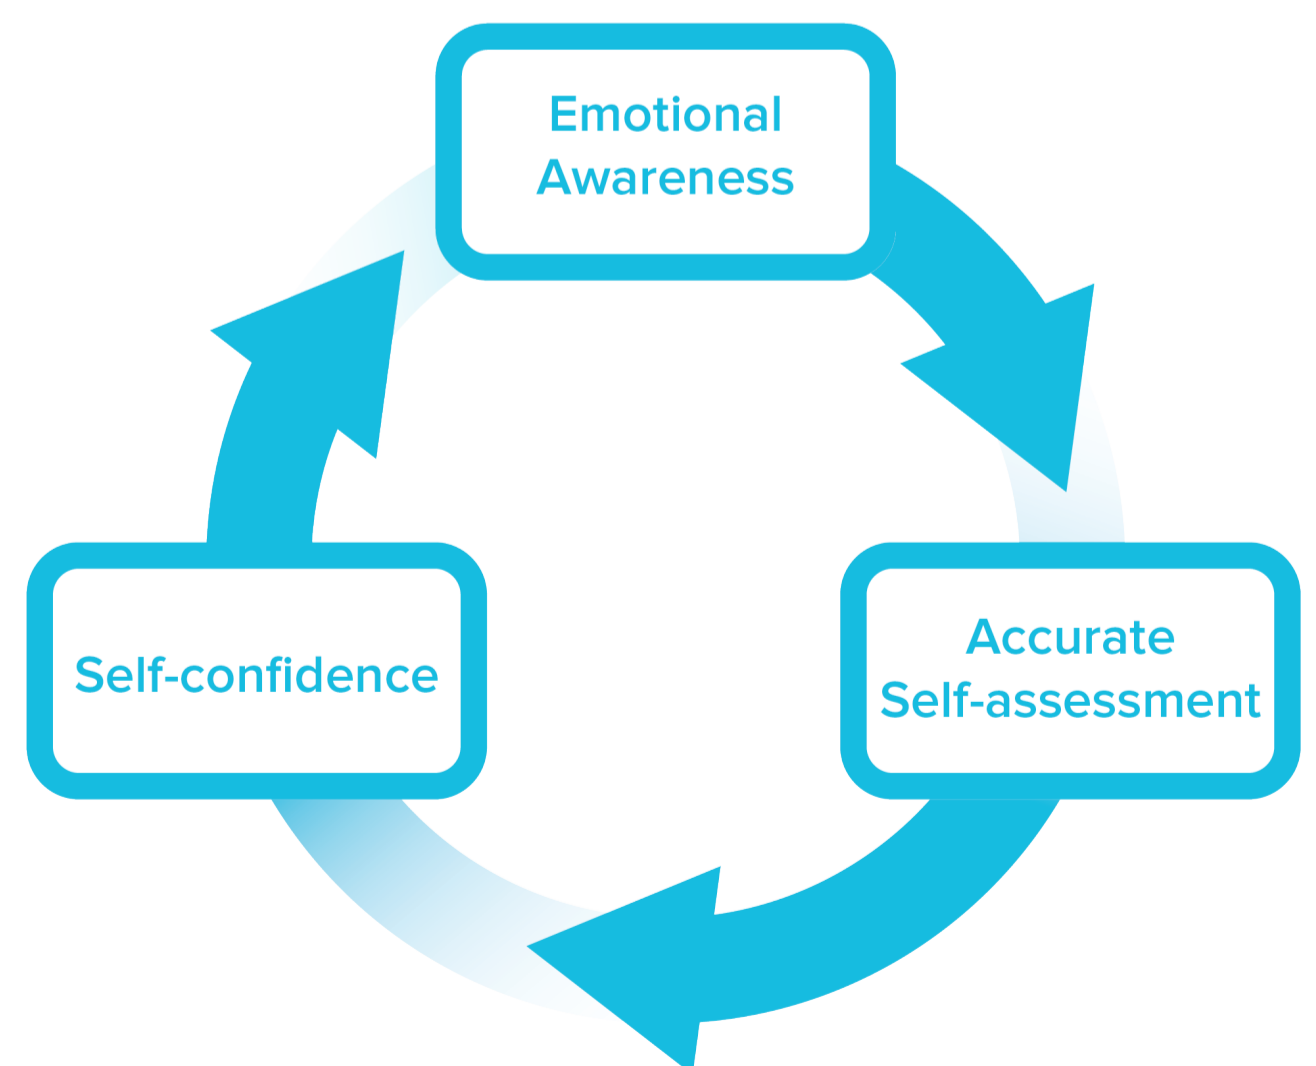 Emotional
Awareness
Accurate
Self-assessment
Self-confidence